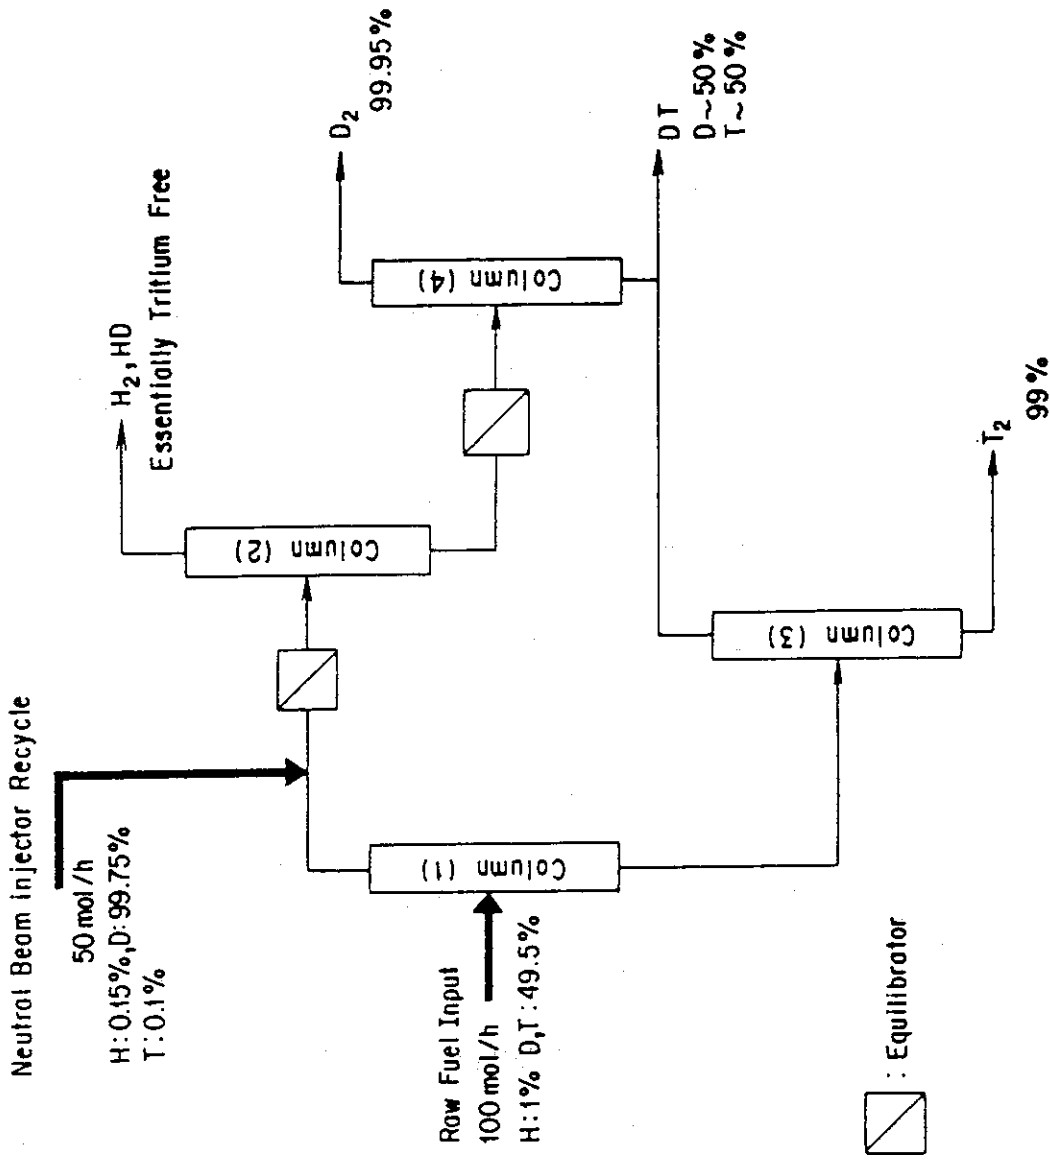 Neutral Beam Injector Recycle
50 mol/h
H:0.15%,D:99.75%
T:0.1%
H2, HD
Essentially Tritium Free
D2
99.95%
Column (2)
Column (4)
Raw Fuel Input
100 mol/h
H:1% D,T:49.5%
Column (1)
DT
D~50%
T~50%
Column (3)
T2
99%
: Equilibrator